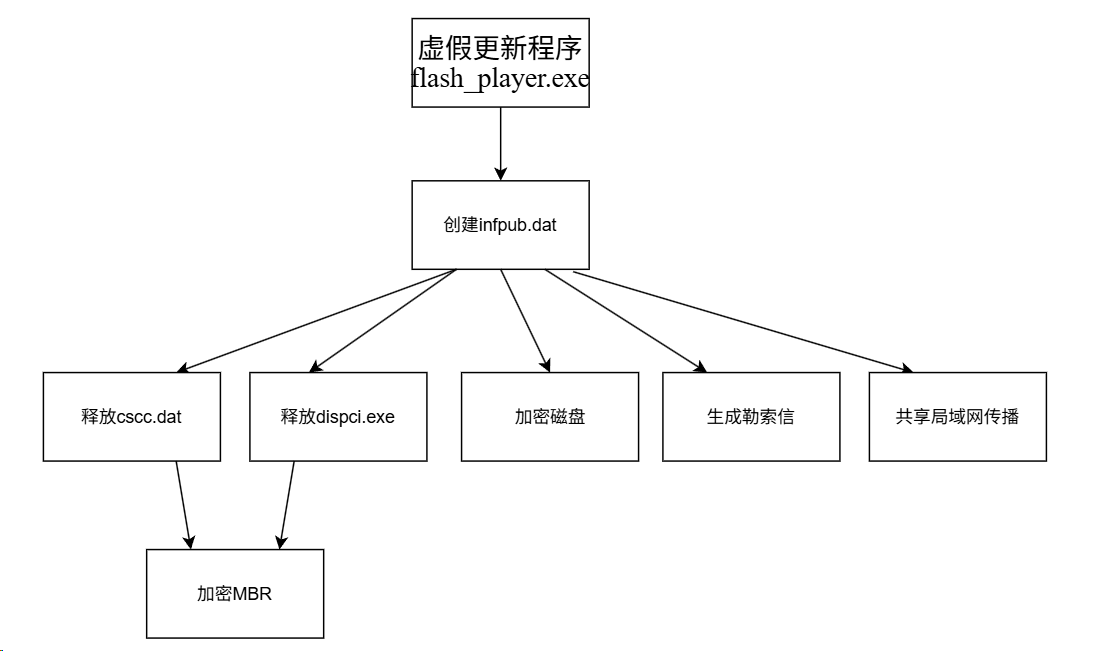 虚假更新程序
flash_player.exe
创建infpub.dat
释放cscc.dat
释放dispci.exe
加密磁盘
生成勒索信
共享局域网传播
加密MBR